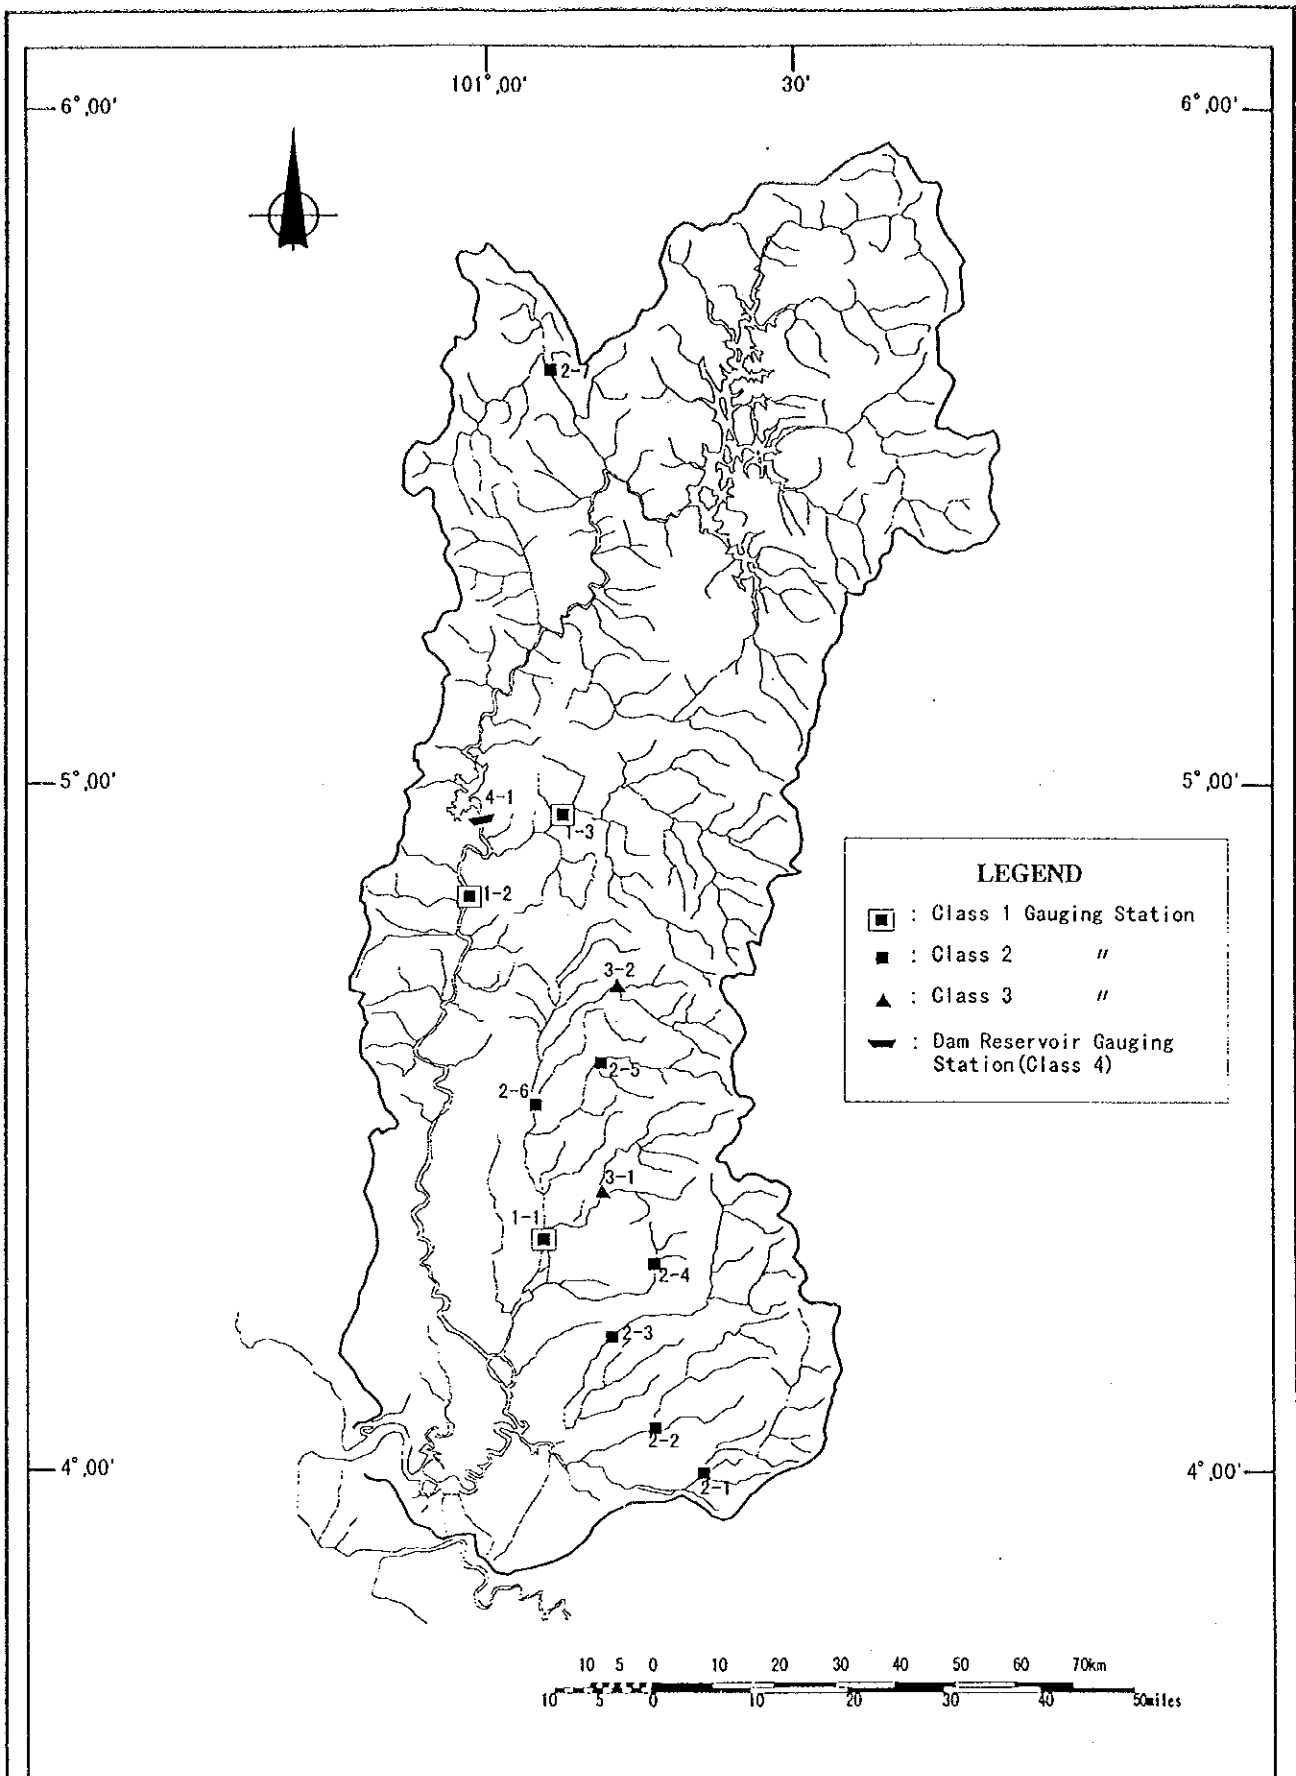 101°,00' 30'
6°,00' 6°,00'
2-7
5°,00' 5°,00'
4-1
1-3
1-2
LEGEND
: Class 1 Gauging Station
: Class 2 〃
: Class 3 〃
: Dam Reservoir Gauging
Station(Class 4)
3-2
2-5
2-6
3-1
1-1
2-4
2-3
2-2
4°,00' 4°,00'
2-1
10 5 0 10 20 30 40 50 60 70km
10 5 0 10 20 30 40 50miles